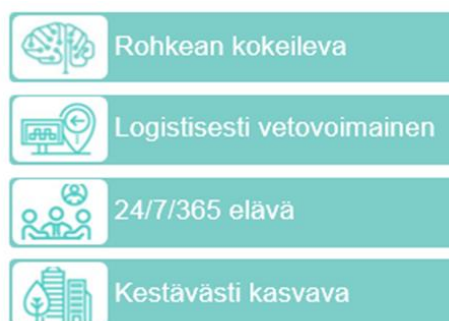 Rohkean kokeileva
Logistisesti vetovoimainen
24/7/365 elävä
Kestävästi kasvava